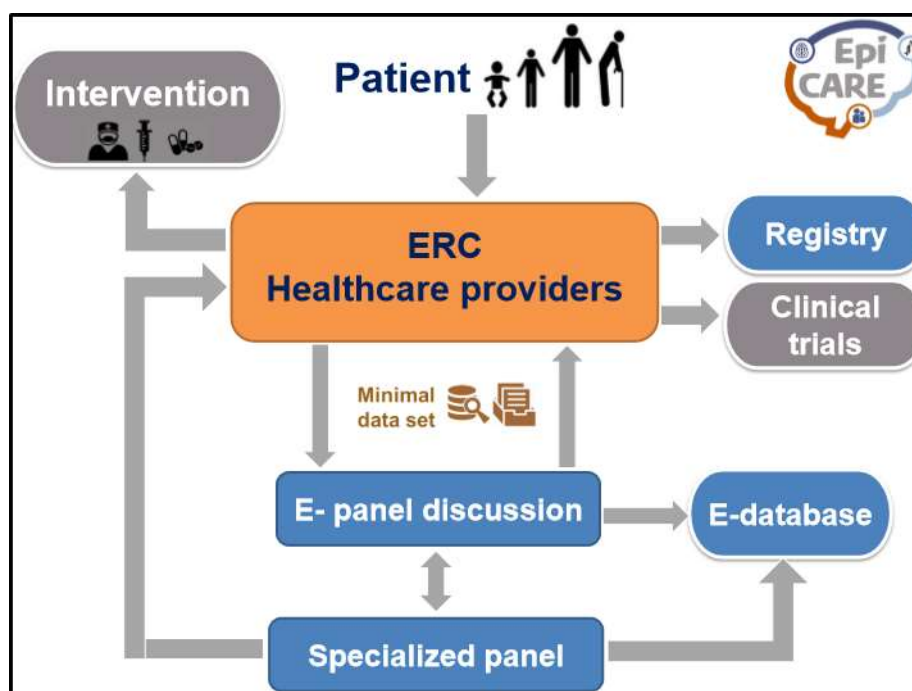 Patient
Epi
CARE
Intervention
ERC
Healthcare providers
Registry
Clinical
trials
Minimal
data set
E- panel discussion
E-database
Specialized panel